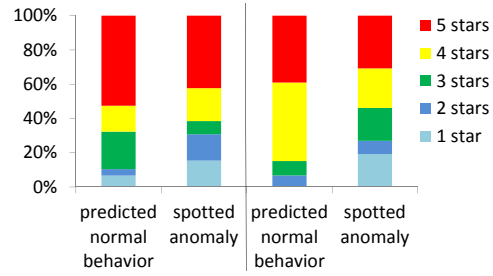 100%
80%
60%
40%
20%
0%
predicted normal behavior
spotted anomaly
predicted normal behavior
spotted anomaly
5 stars
4 stars
3 stars
2 stars
1 star